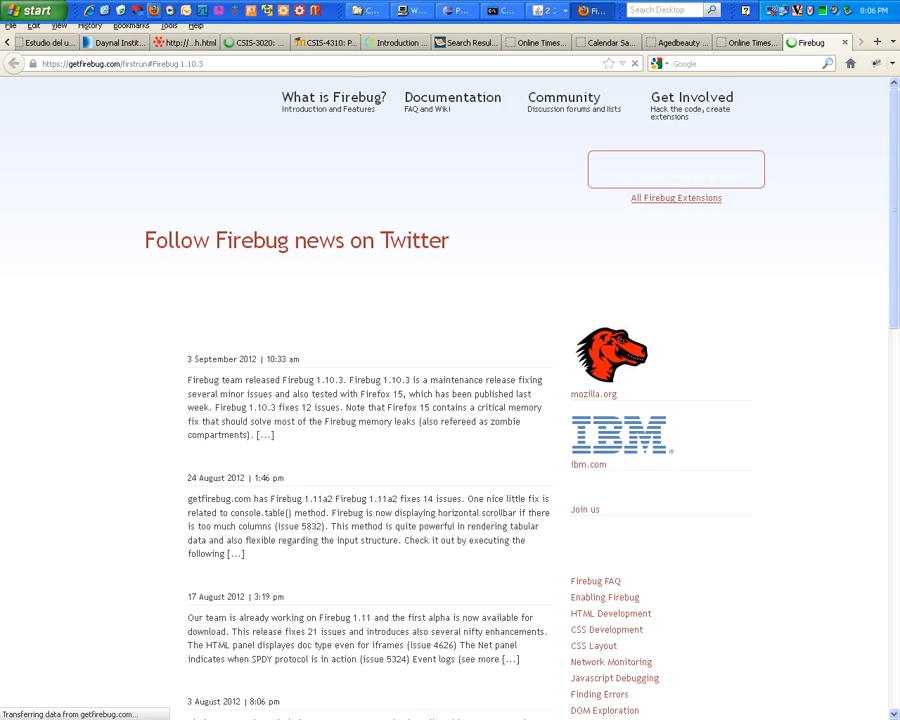 start
C...
W...
P...
C...
2 :
Fi...
Search Desktop
8:06 PM
File Edit View History Bookmarks Tools Help
Estudio del u...
Daynal Instit...
http://...h.html
CSIS-3020: ...
CSIS-4310: P...
Introduction ...
Search Resul...
Online Times...
Calendar Sa...
Agedbeauty ...
Online Times...
Firebug
https://getfirebug.com/firstrun#Firebug 1.10.3
Google
What is Firebug?
Introduction and Features
Documentation
FAQ and Wiki
Community
Discussion forums and lists
Get Involved
Hack the code, create
extensions
All Firebug Extensions
Follow Firebug news on Twitter
3 September 2012 | 10:33 am
Firebug team released Firebug 1.10.3. Firebug 1.10.3 is a maintenance release fixing
several minor issues and also tested with Firefox 15, which has been published last
week. Firebug 1.10.3 fixes 12 issues. Note that Firefox 15 contains a critical memory
fix that should solve most of the Firebug memory leaks (also refereed as zombie
compartments). [...]
24 August 2012 | 1:46 pm
getfirebug.com has Firebug 1.11a2 Firebug 1.11a2 fixes 14 issues. One nice little fix is
related to console.table() method. Firebug is now displaying horizontal scrollbar if there
is too much columns (issue 5832). This method is quite powerful in rendering tabular
data and also flexible regarding the input structure. Check it out by executing the
following [...]
17 August 2012 | 3:19 pm
Our team is already working on Firebug 1.11 and the first alpha is now available for
download. This release fixes 21 issues and introduces also several nifty enhancements.
The HTML panel displayes doc type even for iframes (issue 4626) The Net panel
indicates when SPDY protocol is in action (issue 5324) Event logs (see more [...]
3 August 2012 | 8:06 pm
mozilla.org
IBM
ibm.com
Join us
Firebug FAQ
Enabling Firebug
HTML Development
CSS Development
CSS Layout
Network Monitoring
Javascript Debugging
Finding Errors
DOM Exploration
Transferring data from getfirebug.com...